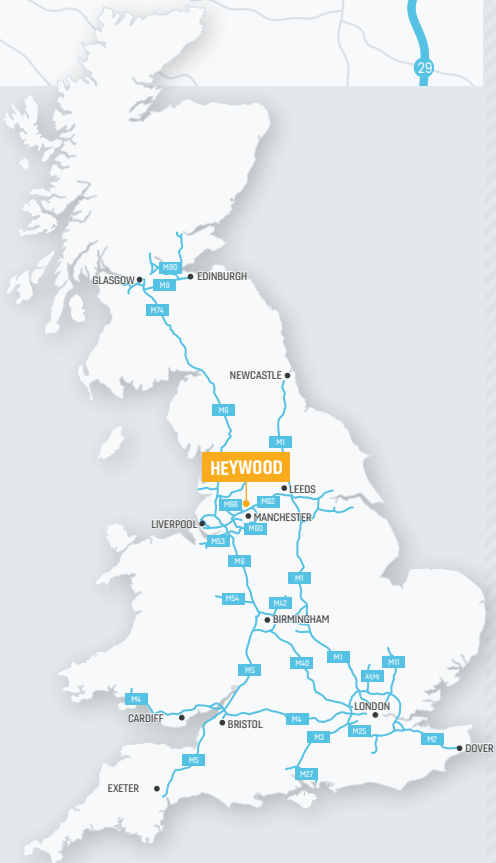 29
M90
GLASGOW
EDINBURGH
M8
M74
NEWCASTLE
M6
M1
HEYWOOD
LEEDS
M66
M62
MANCHESTER
LIVERPOOL
M60
M53
M6
M1
M54
M42
BIRMINGHAM
M1
M11
M40
M5
A1(M)
M4
LONDON
CARDIFF
M4
BRISTOL
M25
M3
M2
DOVER
M5
M27
EXETER